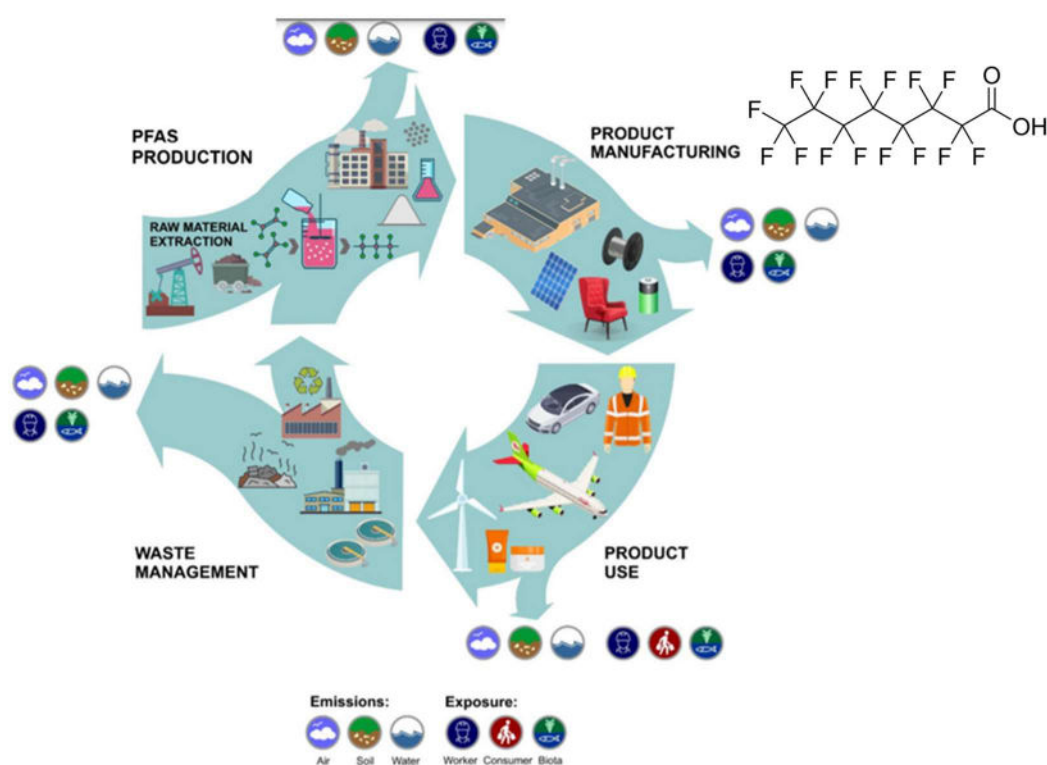 PFAS
PRODUCTION
RAW MATERIAL
EXTRACTION
PRODUCT
MANUFACTURING
F F F F F F O
F OH
F F F F F F F F
WASTE
MANAGEMENT
PRODUCT
USE
Emissions: Exposure:
Air Soil Water Worker Consumer Biota